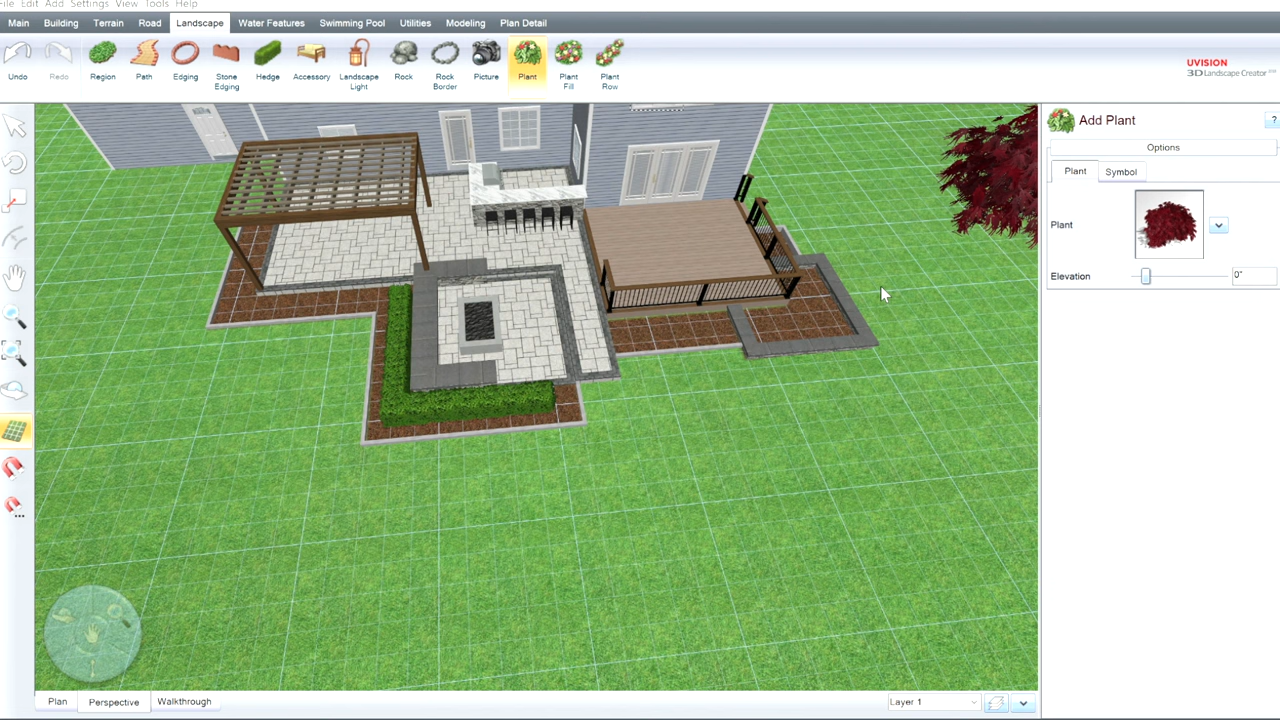 File Edit Add Settings View Tools Help
Main Building Terrain Road Landscape Water Features Swimming Pool Utilities Modeling Plan Detail
Undo Redo Region Path Edging Stone Edging Hedge Accessory Landscape Light Rock Rock Border Picture Plant Plant Fill Plant Row
UVISION
3D Landscape Creator
Add Plant
?
Options
Plant Symbol
Plant
Elevation 0"
Plan Perspective Walkthrough
Layer 1